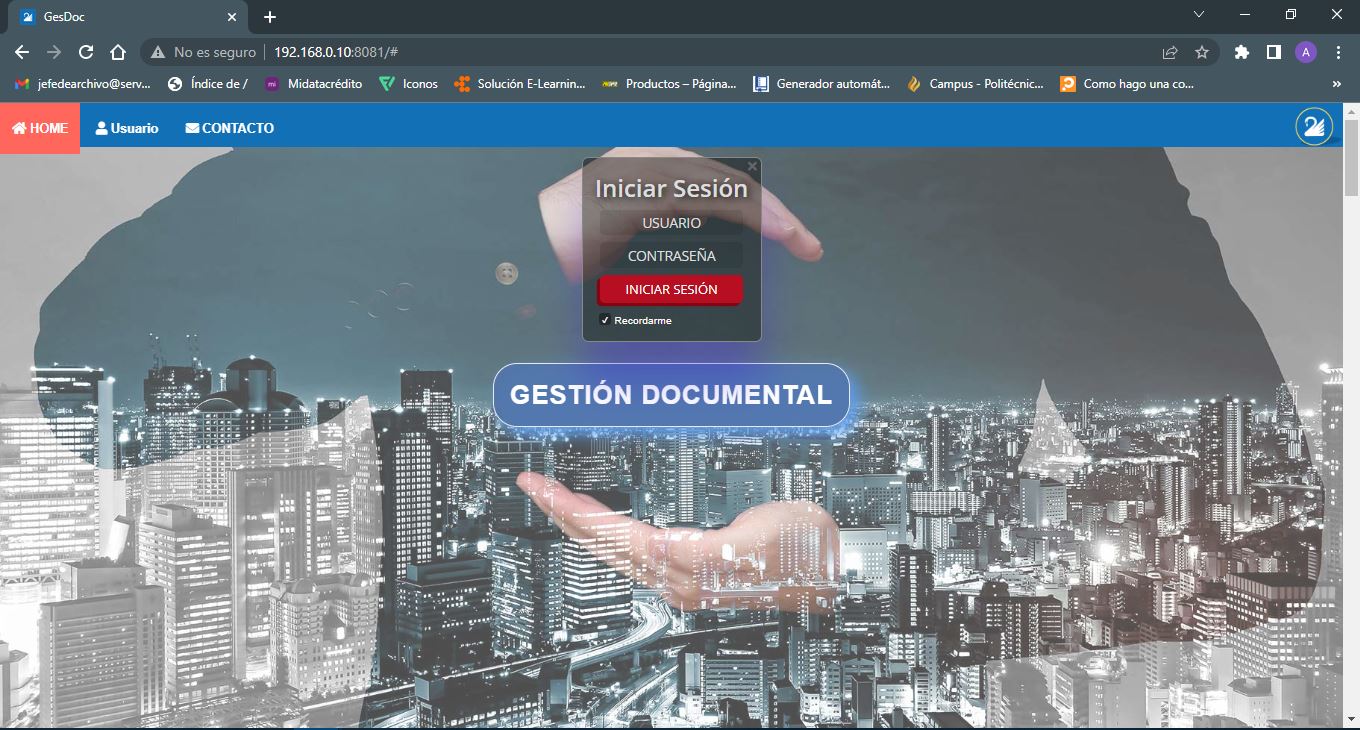 GesDoc
No es seguro
192.168.0.10:8081/#
A
jefedearchivo@serv...
Índice de /
mi
Midatacrédito
Iconos
Solución E-Learnin...
Productos – Página...
Generador automát...
Campus - Politécnic...
Como hago una co...
»
HOME
Usuario
CONTACTO
Iniciar Sesión
USUARIO
CONTRASEÑA
INICIAR SESIÓN
Recordarme
GESTIÓN DOCUMENTAL